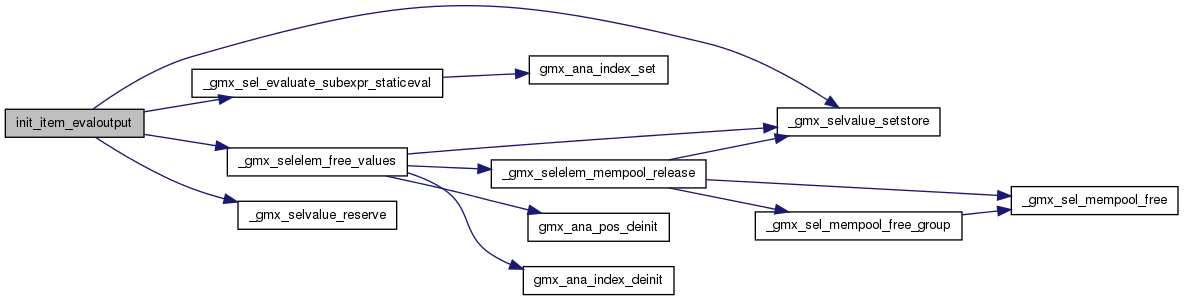 init_item_evaloutput
_gmx_sel_evaluate_subexpr_staticeval
gmx_ana_index_set
_gmx_selvalue_setstore
_gmx_selelem_free_values
_gmx_selelem_mempool_release
_gmx_sel_mempool_free
_gmx_selvalue_reserve
gmx_ana_pos_deinit
_gmx_sel_mempool_free_group
gmx_ana_index_deinit